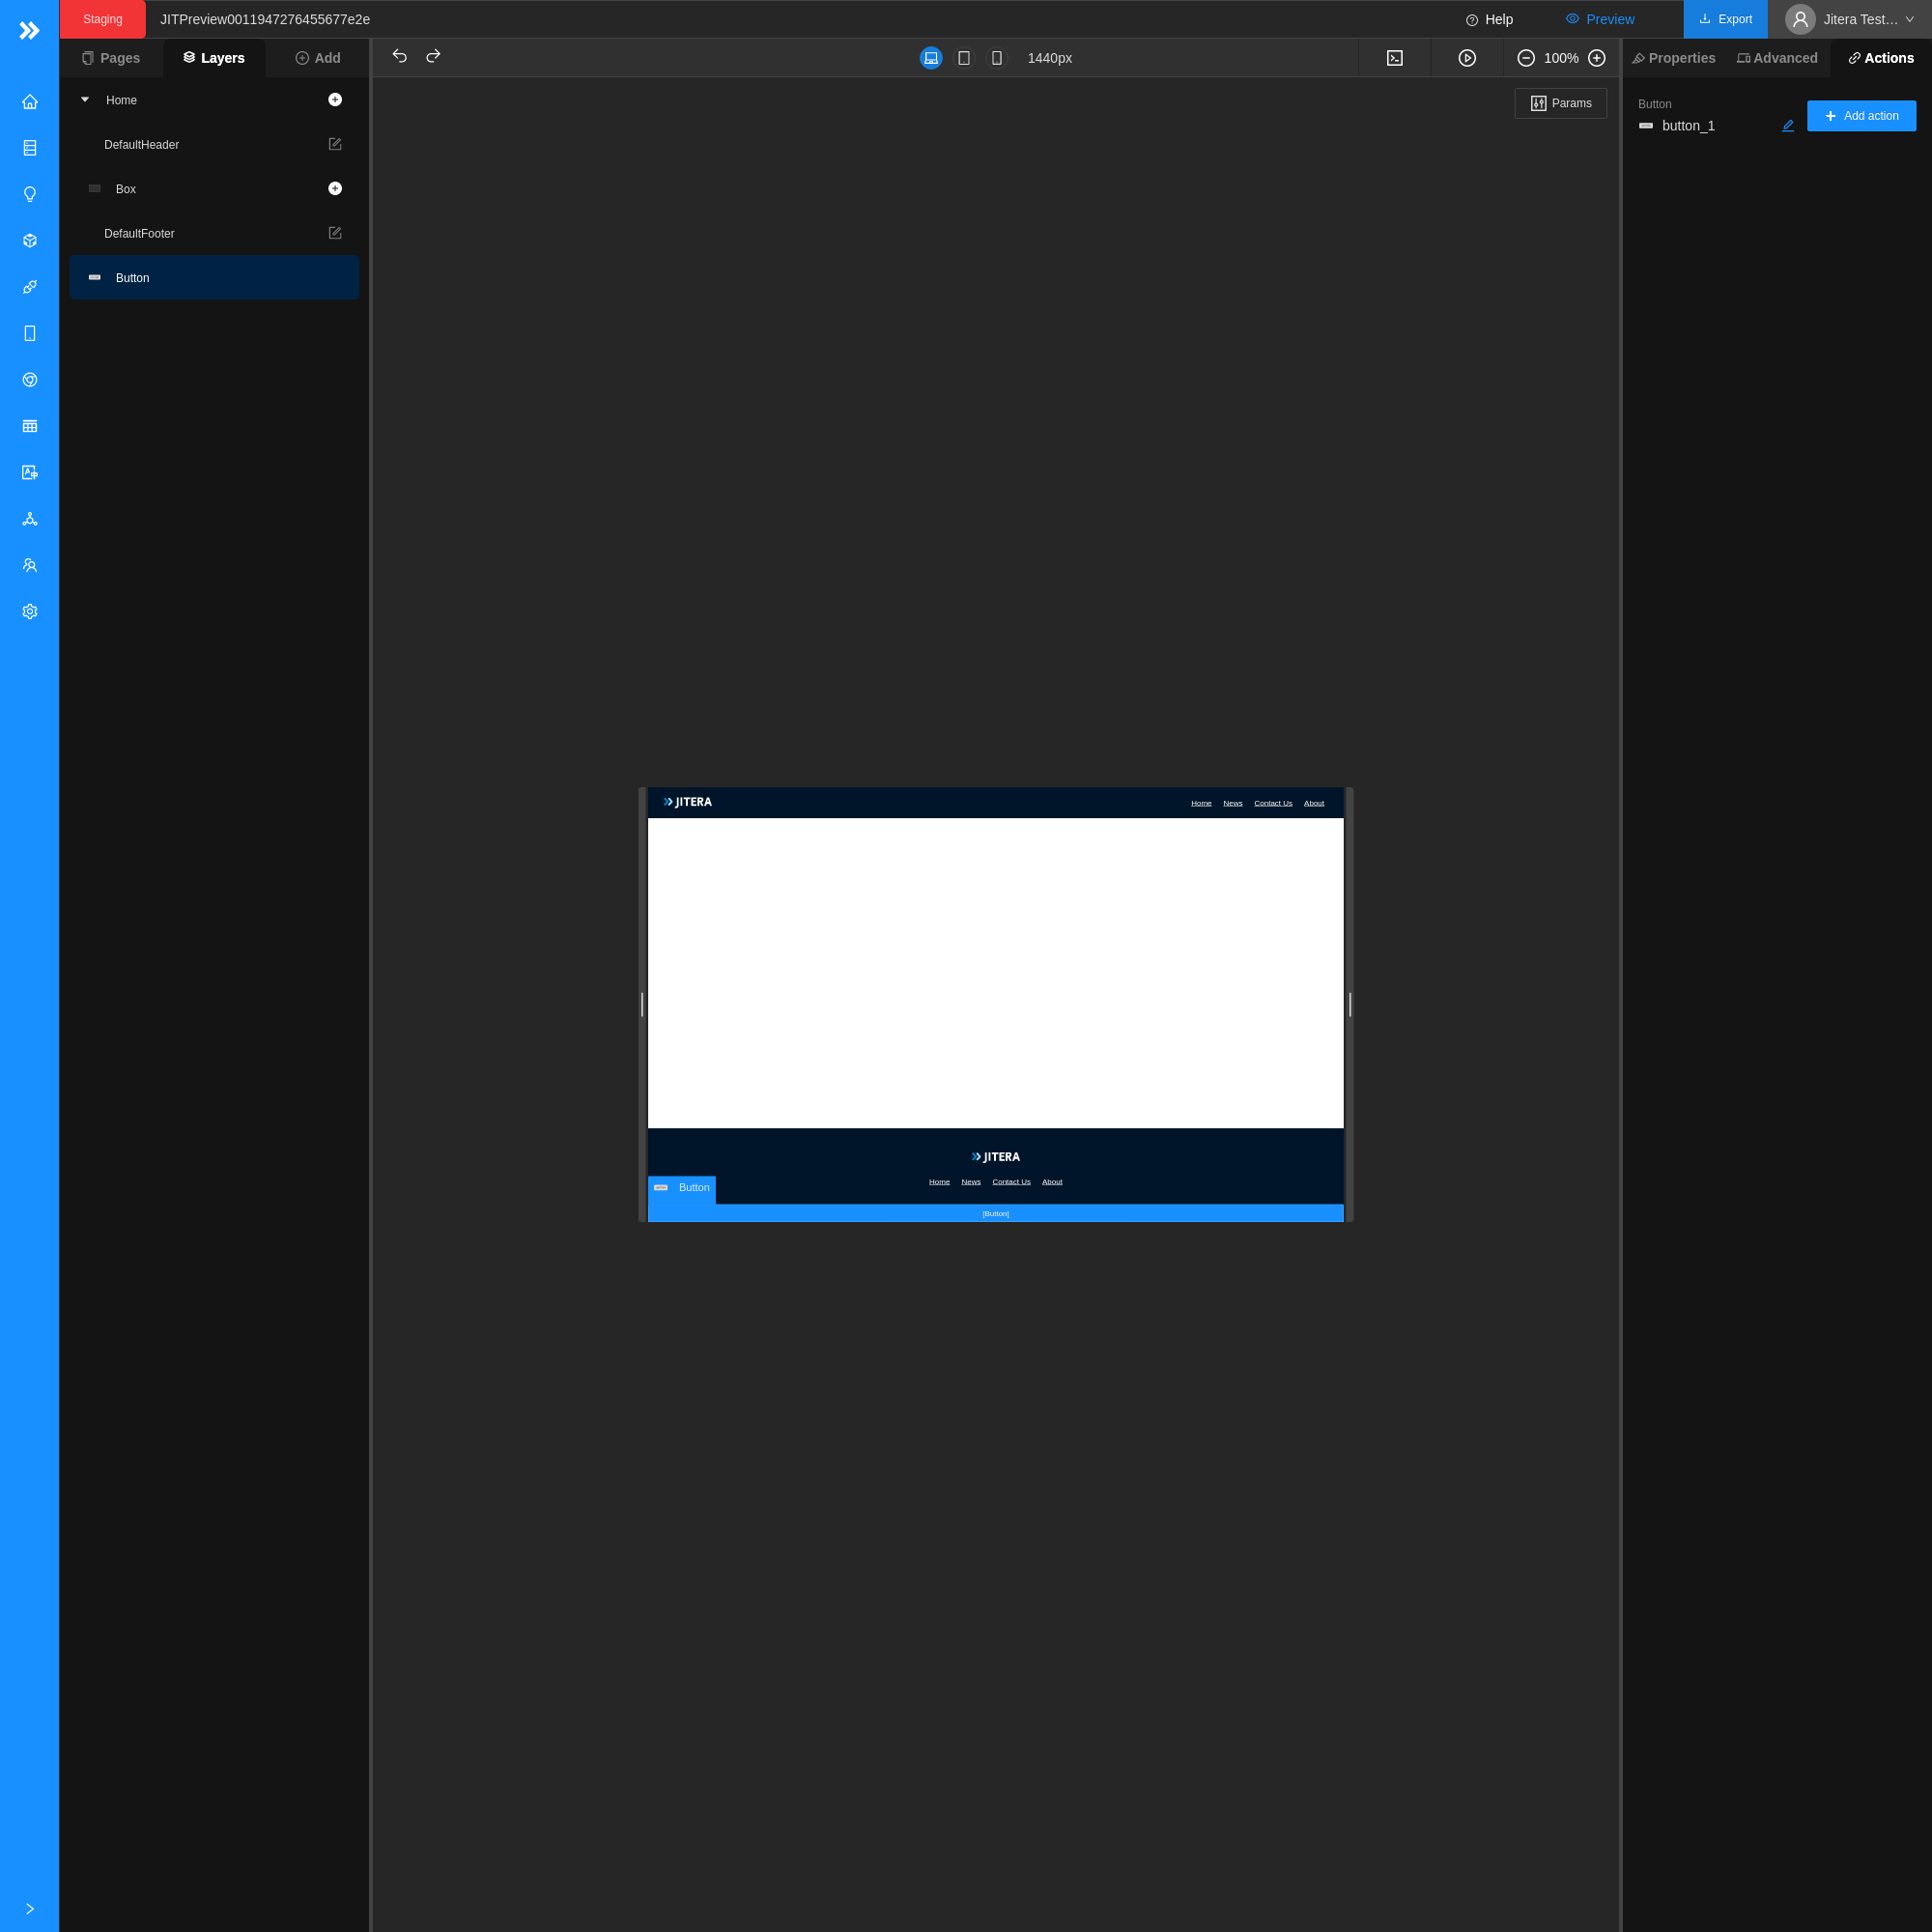 Staging
JITPreview0011947276455677e2e
Help
Preview
Export
Jitera Test…
Pages
Layers
Add
1440px
100%
Properties
Advanced
Actions
Home
DefaultHeader
Box
DefaultFooter
Button
Params
Button
button_1
Add action
JITERA
Home News Contact Us About
JITERA
Home News Contact Us About
Button
[Button]